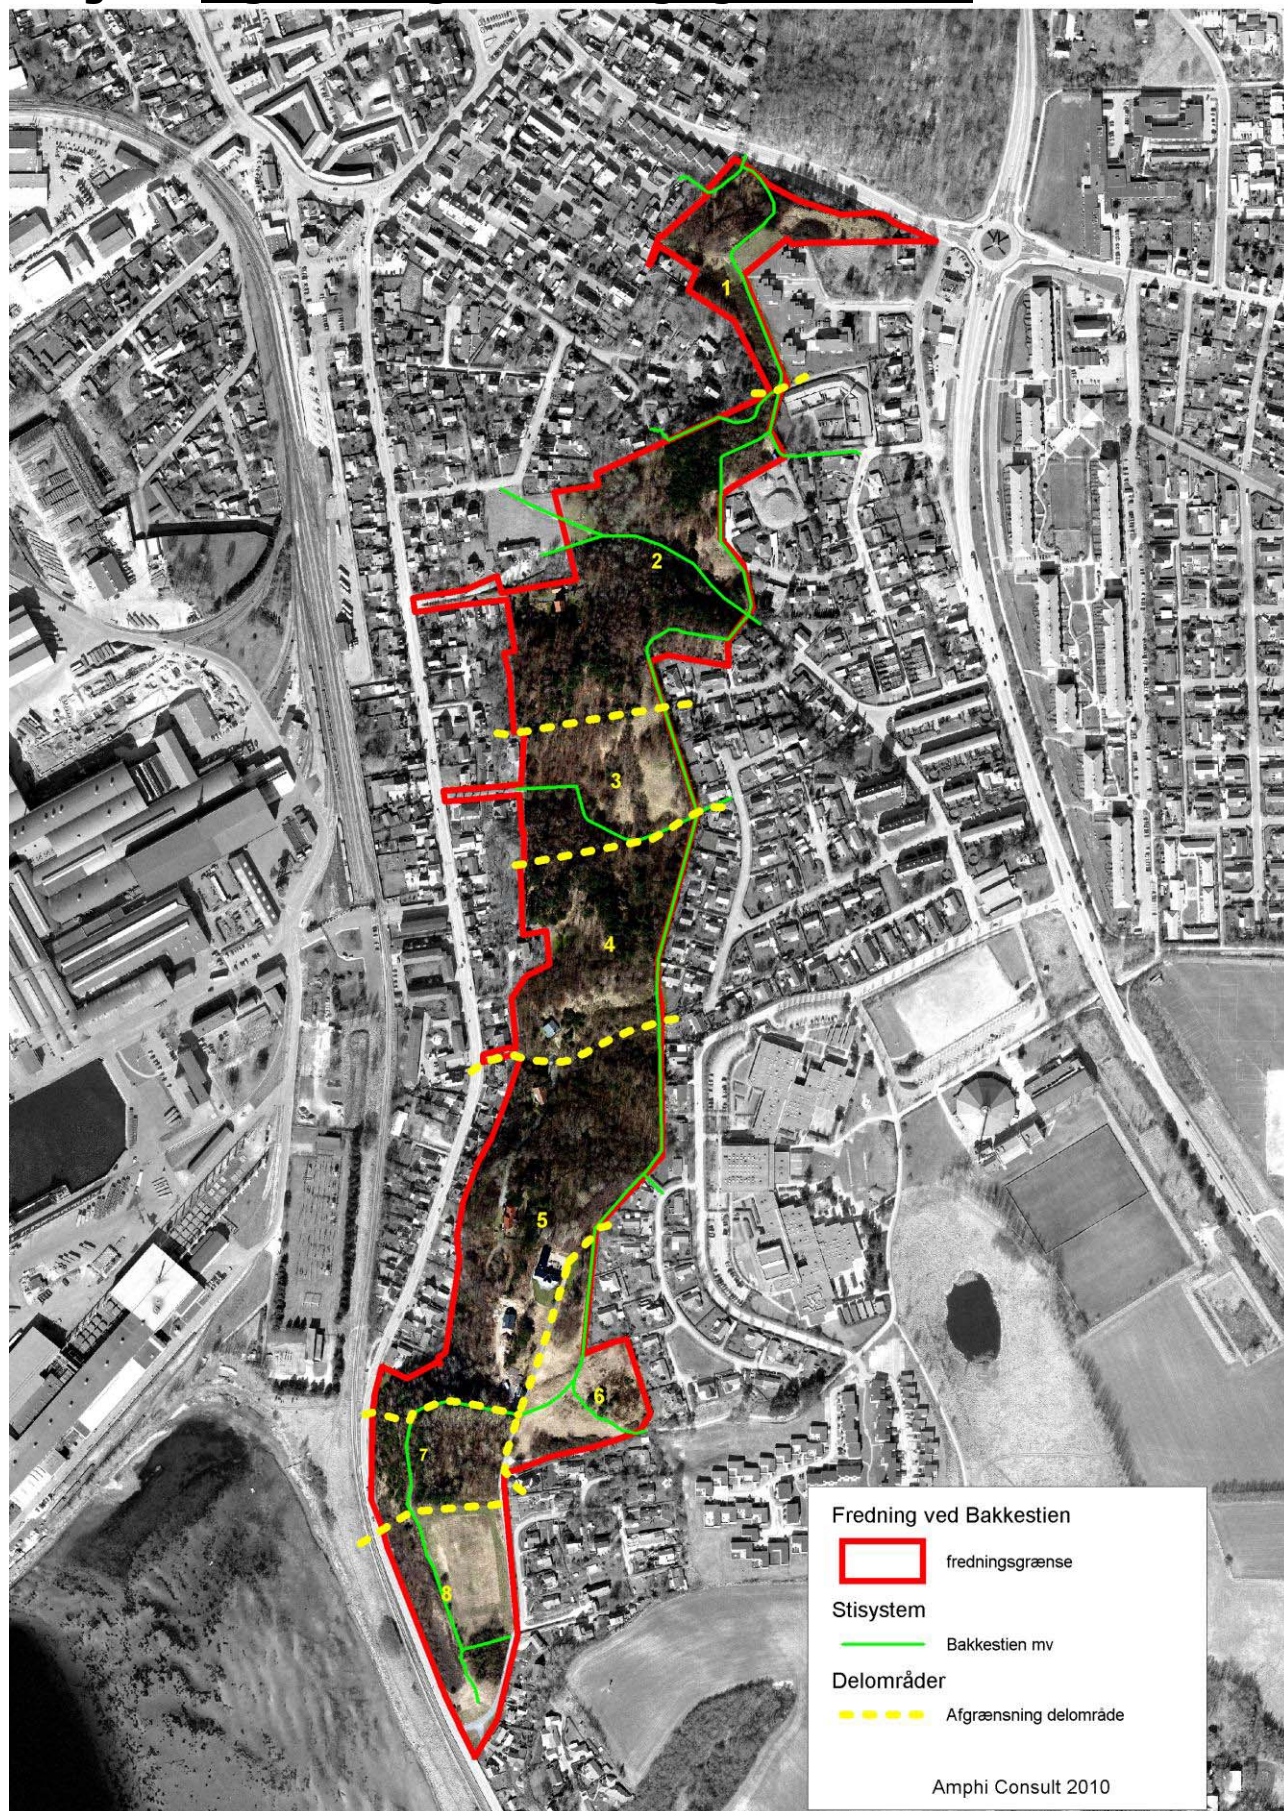 1
2
3
4
5
6
7
8
Fredning ved Bakkestien
fredningsgrænse
Stisystem
Bakkestien mv
Delområder
Afgrænsning delområde
Amphi Consult 2010